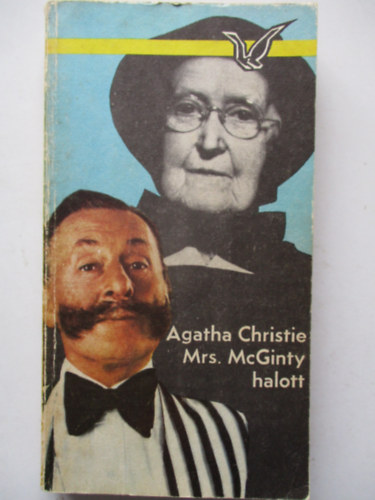 Agatha Christie
Mrs. McGinty
halott